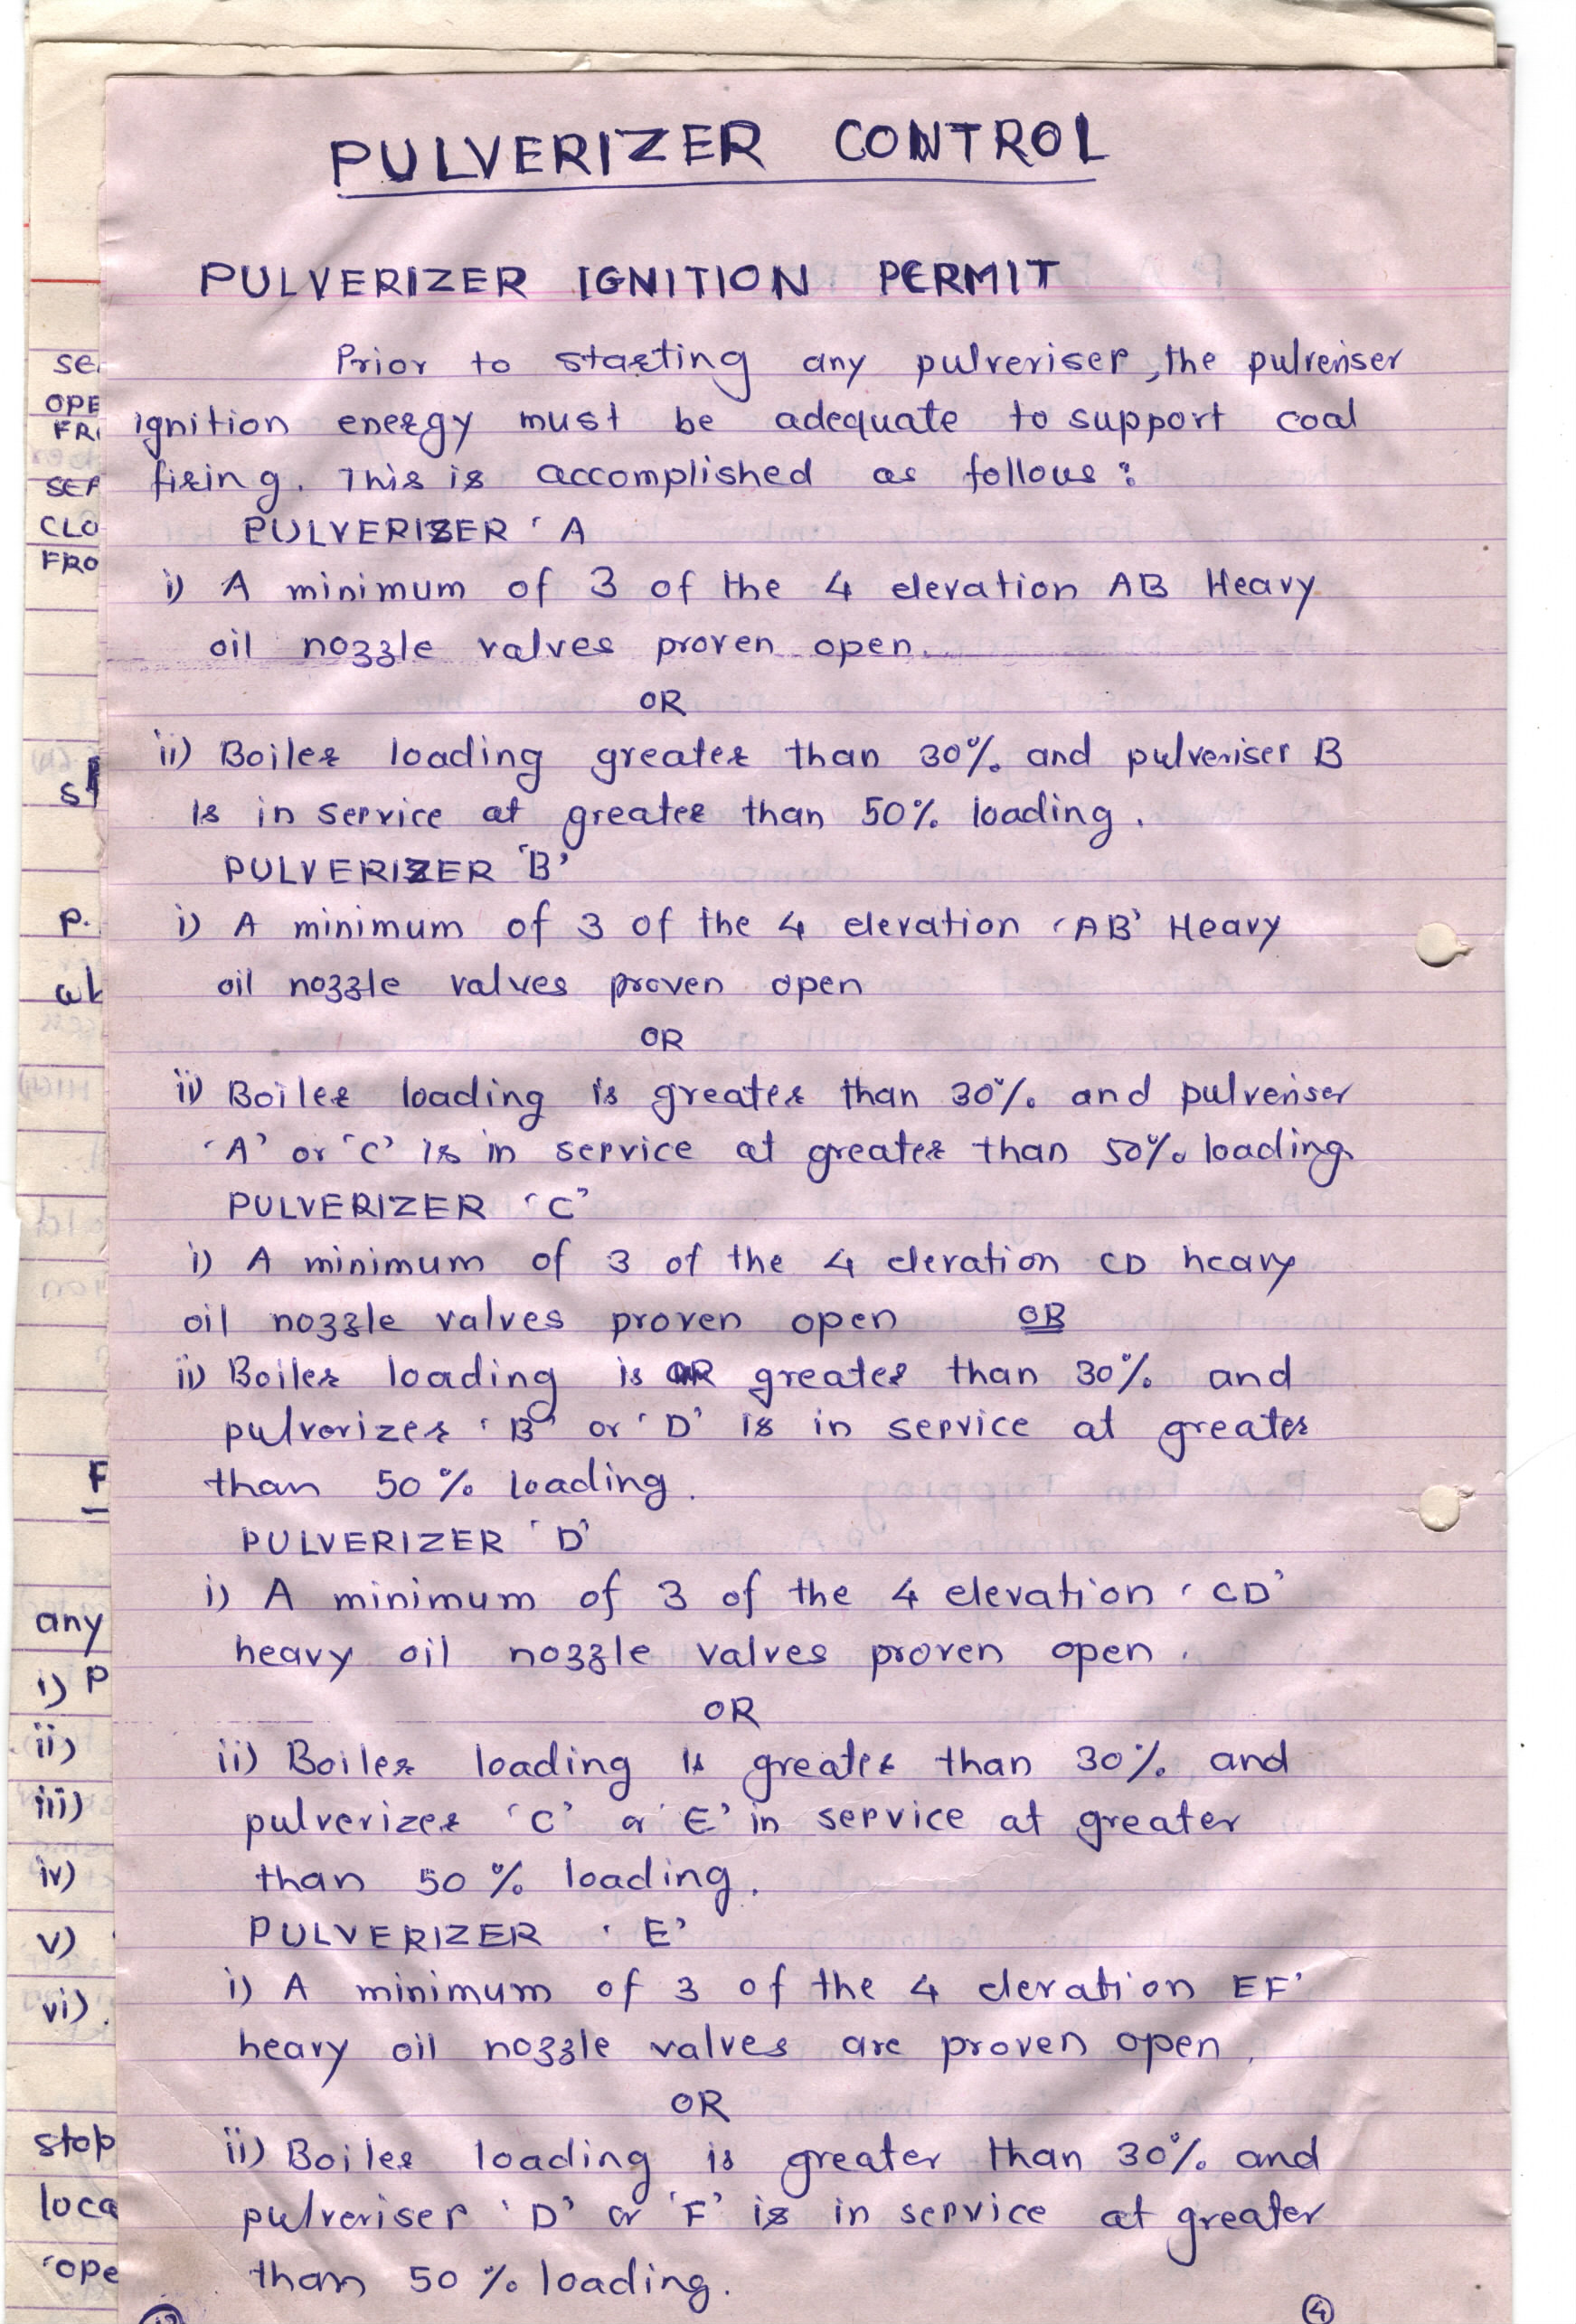 PULVERIZER CONTROL
PULVERIZER IGNITION PERMIT
Prior to starting any pulveriser, the pulveriser
ignition energy must be adequate to support coal
firing. This is accomplished as follows:
PULVERISER 'A
i) A minimum of 3 of the 4 elevation AB Heavy
oil nozzle valves proven open.
OR
ii) Boiler loading greater than 30% and pulveriser B
is in service at greater than 50% loading.
PULVERIZER 'B'
i) A minimum of 3 of the 4 elevation 'AB' Heavy
oil nozzle valves proven open
OR
ii) Boiler loading is greater than 30% and pulveriser
'A' or 'C' is in service at greater than 50% loading.
PULVERIZER 'C'
i) A minimum of 3 of the 4 elevation CD heavy
oil nozzle valves proven open OR
ii) Boiler loading is greater than 30% and
pulverizer 'B' or 'D' is in service at greater
than 50% loading.
PULVERIZER 'D'
i) A minimum of 3 of the 4 elevation 'CD'
heavy oil nozzle valves proven open.
OR
ii) Boiler loading is greater than 30% and
pulverizer 'C' or 'E' in service at greater
than 50% loading.
PULVERIZER 'E'
i) A minimum of 3 of the 4 elevation EF'
heavy oil nozzle valves are proven open.
OR
ii) Boiler loading is greater than 30% and
pulveriser 'D' or 'F' is in service at greater
than 50% loading.
4
SE
OPE
FR
SEP
CLO
FRO
P.
F
any
i) P
ii)
iii)
iv)
v)
vi)
stop
loca
'ope